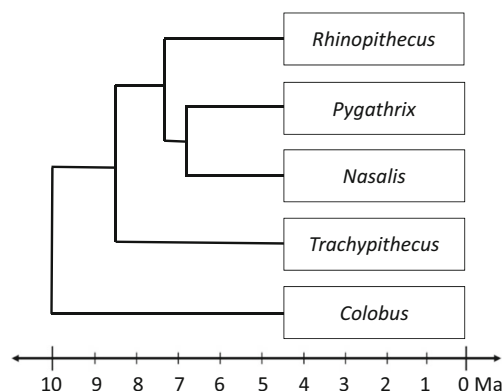 Rhinopithecus
Pygathrix
Nasalis
Trachypithecus
Colobus
10 9 8 7 6 5 4 3 2 1 0 Ma